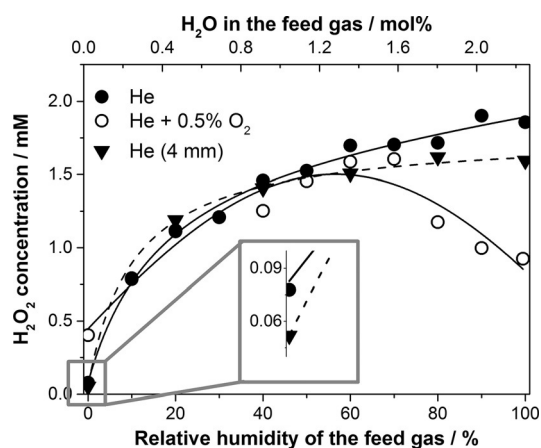 H₂O in the feed gas / mol%
0.0 0.5 0.9 1.4 1.8 2.2
H₂O₂ concentration / mM
2.0
1.5
1.0
0.5
0.0
He
He + 0.5% O₂
He (4 mm)
0.09
0.06
0 20 40 60 80 100
Relative humidity of the feed gas / %